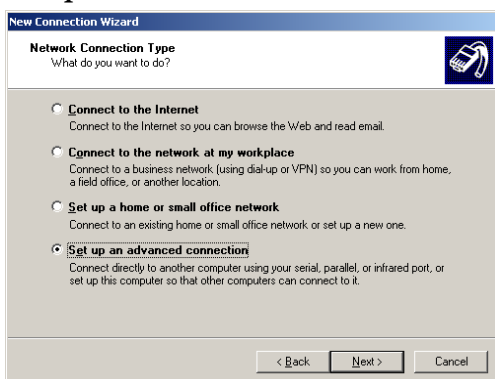 New Connection Wizard
Network Connection Type
What do you want to do?
Connect to the Internet
Connect to the Internet so you can browse the Web and read email.
Connect to the network at my workplace
Connect to a business network (using dial-up or VPN) so you can work from home,
a field office, or another location.
Set up a home or small office network
Connect to an existing home or small office network or set up a new one.
Set up an advanced connection
Connect directly to another computer using your serial, parallel, or infrared port, or
set up this computer so that other computers can connect to it.
< Back Next > Cancel